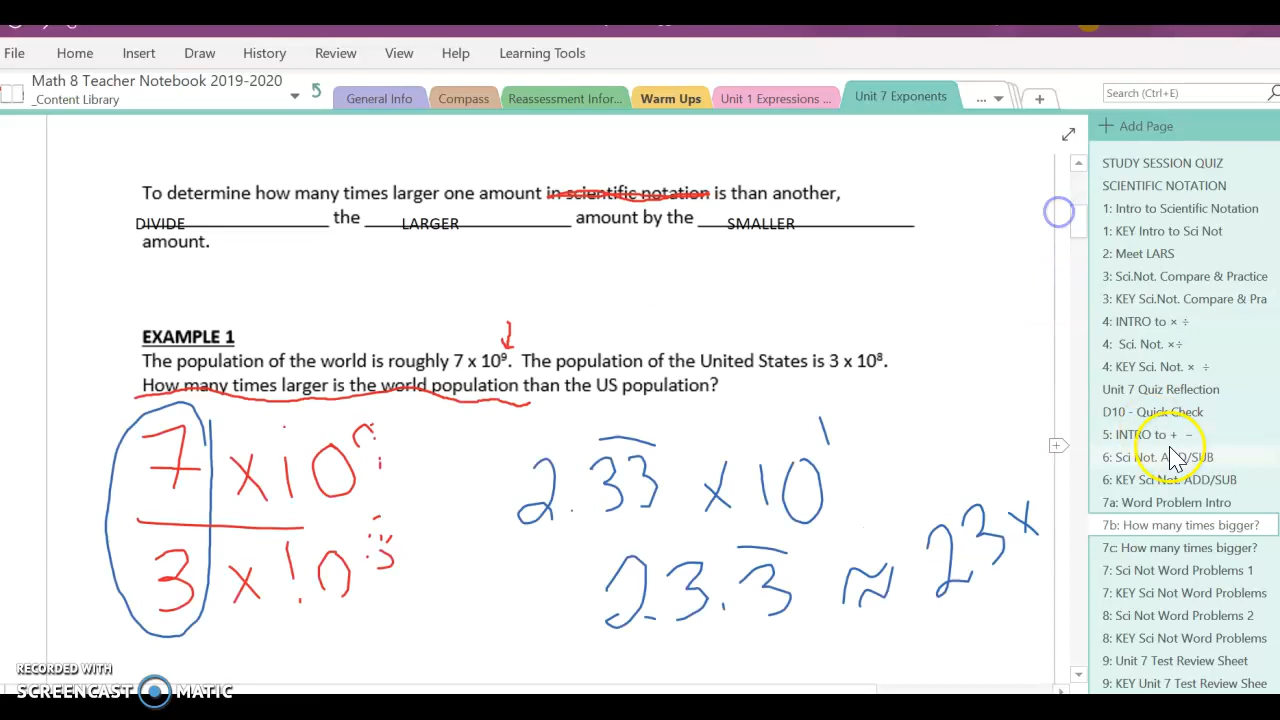 File Home Insert Draw History Review View Help Learning Tools
Math 8 Teacher Notebook 2019-2020
_Content Library
General Info Compass Reassessment Infor... Warm Ups Unit 1 Expressions ... Unit 7 Exponents ... +
Search (Ctrl+E)
To determine how many times larger one amount in scientific notation is than another,
DIVIDE the LARGER amount by the SMALLER
amount.
EXAMPLE 1
The population of the world is roughly 7 x 10⁹. The population of the United States is 3 x 10⁸.
How many times larger is the world population than the US population?
7 x 10
3 x 10
2.3̅3̅ x 10¹
23.3̅ ≈ 23x
+ Add Page
STUDY SESSION QUIZ
SCIENTIFIC NOTATION
1: Intro to Scientific Notation
1: KEY Intro to Sci Not
2: Meet LARS
3: Sci.Not. Compare & Practice
3: KEY Sci.Not. Compare & Pra
4: INTRO to × ÷
4: Sci. Not. ×÷
4: KEY Sci. Not. × ÷
Unit 7 Quiz Reflection
D10 - Quick Check
5: INTRO to + −
6: Sci Not. ADD/SUB
6: KEY Sci Not. ADD/SUB
7a: Word Problem Intro
7b: How many times bigger?
7c: How many times bigger?
7: Sci Not Word Problems 1
7: KEY Sci Not Word Problems
8: Sci Not Word Problems 2
8: KEY Sci Not Word Problems
9: Unit 7 Test Review Sheet
9: KEY Unit 7 Test Review Shee
RECORDED WITH
SCREENCAST MATIC